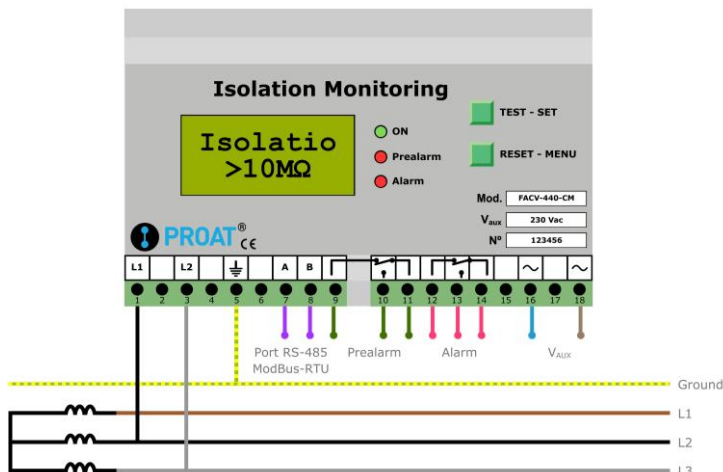 Isolation Monitoring
Isolatio
>10MΩ
ON
Prealarm
Alarm
TEST - SET
RESET - MENU
Mod. FACV-440-CM
Vaux 230 Vac
Nº 123456
PROAT® CE
L1 L2 A B
1 2 3 4 5 6 7 8 9 10 11 12 13 14 15 16 17 18
Port RS-485 Prealarm Alarm VAUX
ModBus-RTU
Ground
L1
L2
L3